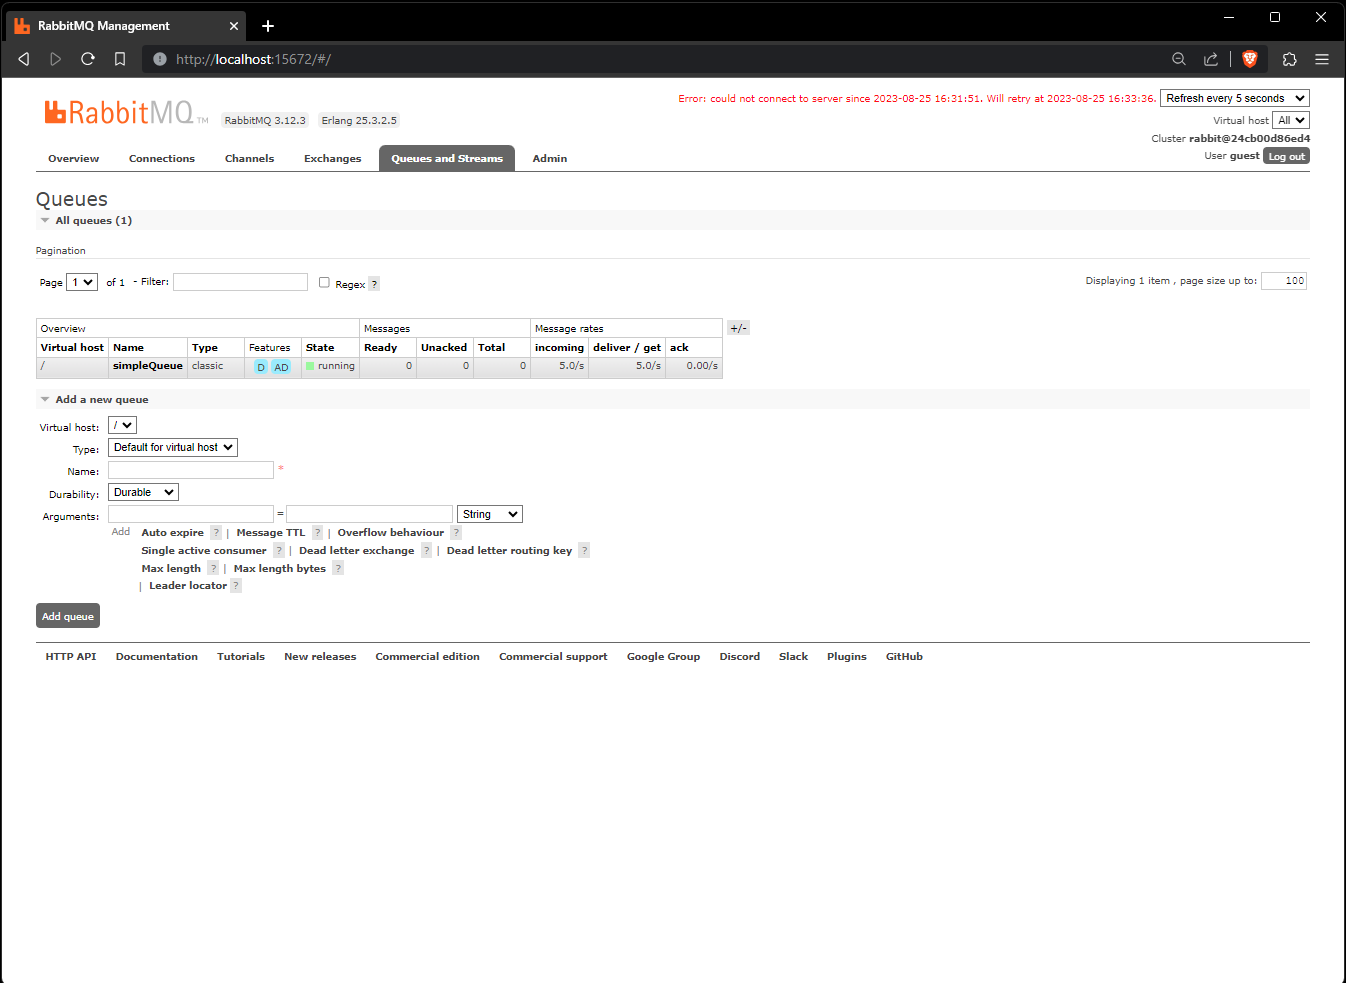 RabbitMQ Management
http://localhost:15672/#/
Error: could not connect to server since 2023-08-25 16:31:51. Will retry at 2023-08-25 16:33:36. Refresh every 5 seconds
RabbitMQ TM RabbitMQ 3.12.3 Erlang 25.3.2.5
Virtual host All
Cluster rabbit@24cb00d86ed4
User guest Log out
Overview Connections Channels Exchanges Queues and Streams Admin
Queues
All queues (1)
Pagination
Page 1 of 1 - Filter: Regex ? Displaying 1 item , page size up to: 100
Overview Messages Message rates +/-
Virtual host Name Type Features State Ready Unacked Total incoming deliver / get ack
/ simpleQueue classic D AD running 0 0 0 5.0/s 5.0/s 0.00/s
Add a new queue
Virtual host: /
Type: Default for virtual host
Name: *
Durability: Durable
Arguments: = String
Add Auto expire ? | Message TTL ? | Overflow behaviour ?
Single active consumer ? | Dead letter exchange ? | Dead letter routing key ?
Max length ? | Max length bytes ?
| Leader locator ?
Add queue
HTTP API Documentation Tutorials New releases Commercial edition Commercial support Google Group Discord Slack Plugins GitHub